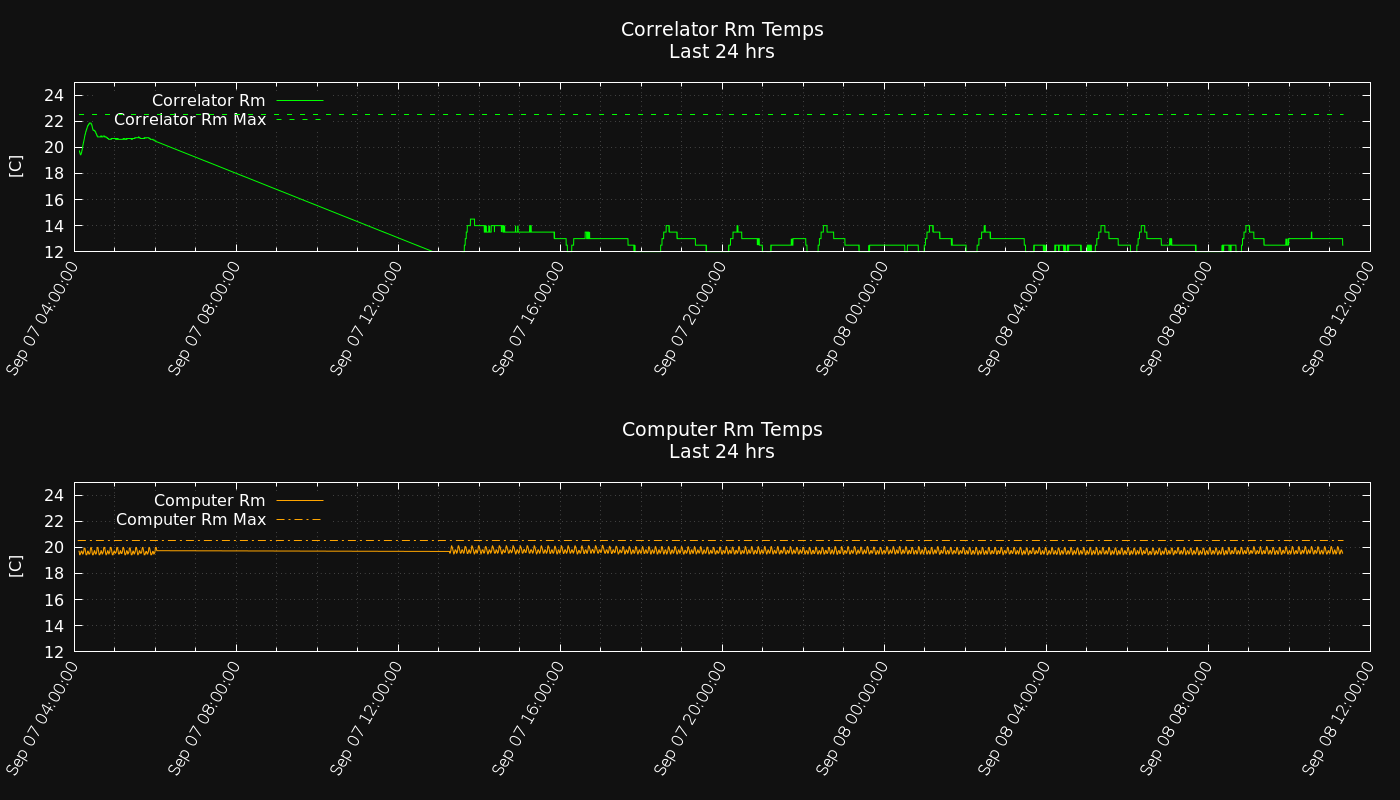 Correlator Rm Temps
Last 24 hrs
Correlator Rm
Correlator Rm Max
[C]
24
22
20
18
16
14
12
Sep 07 04:00:00
Sep 07 08:00:00
Sep 07 12:00:00
Sep 07 16:00:00
Sep 07 20:00:00
Sep 08 00:00:00
Sep 08 04:00:00
Sep 08 08:00:00
Sep 08 12:00:00
Computer Rm Temps
Last 24 hrs
Computer Rm
Computer Rm Max
[C]
24
22
20
18
16
14
12
Sep 07 04:00:00
Sep 07 08:00:00
Sep 07 12:00:00
Sep 07 16:00:00
Sep 07 20:00:00
Sep 08 00:00:00
Sep 08 04:00:00
Sep 08 08:00:00
Sep 08 12:00:00